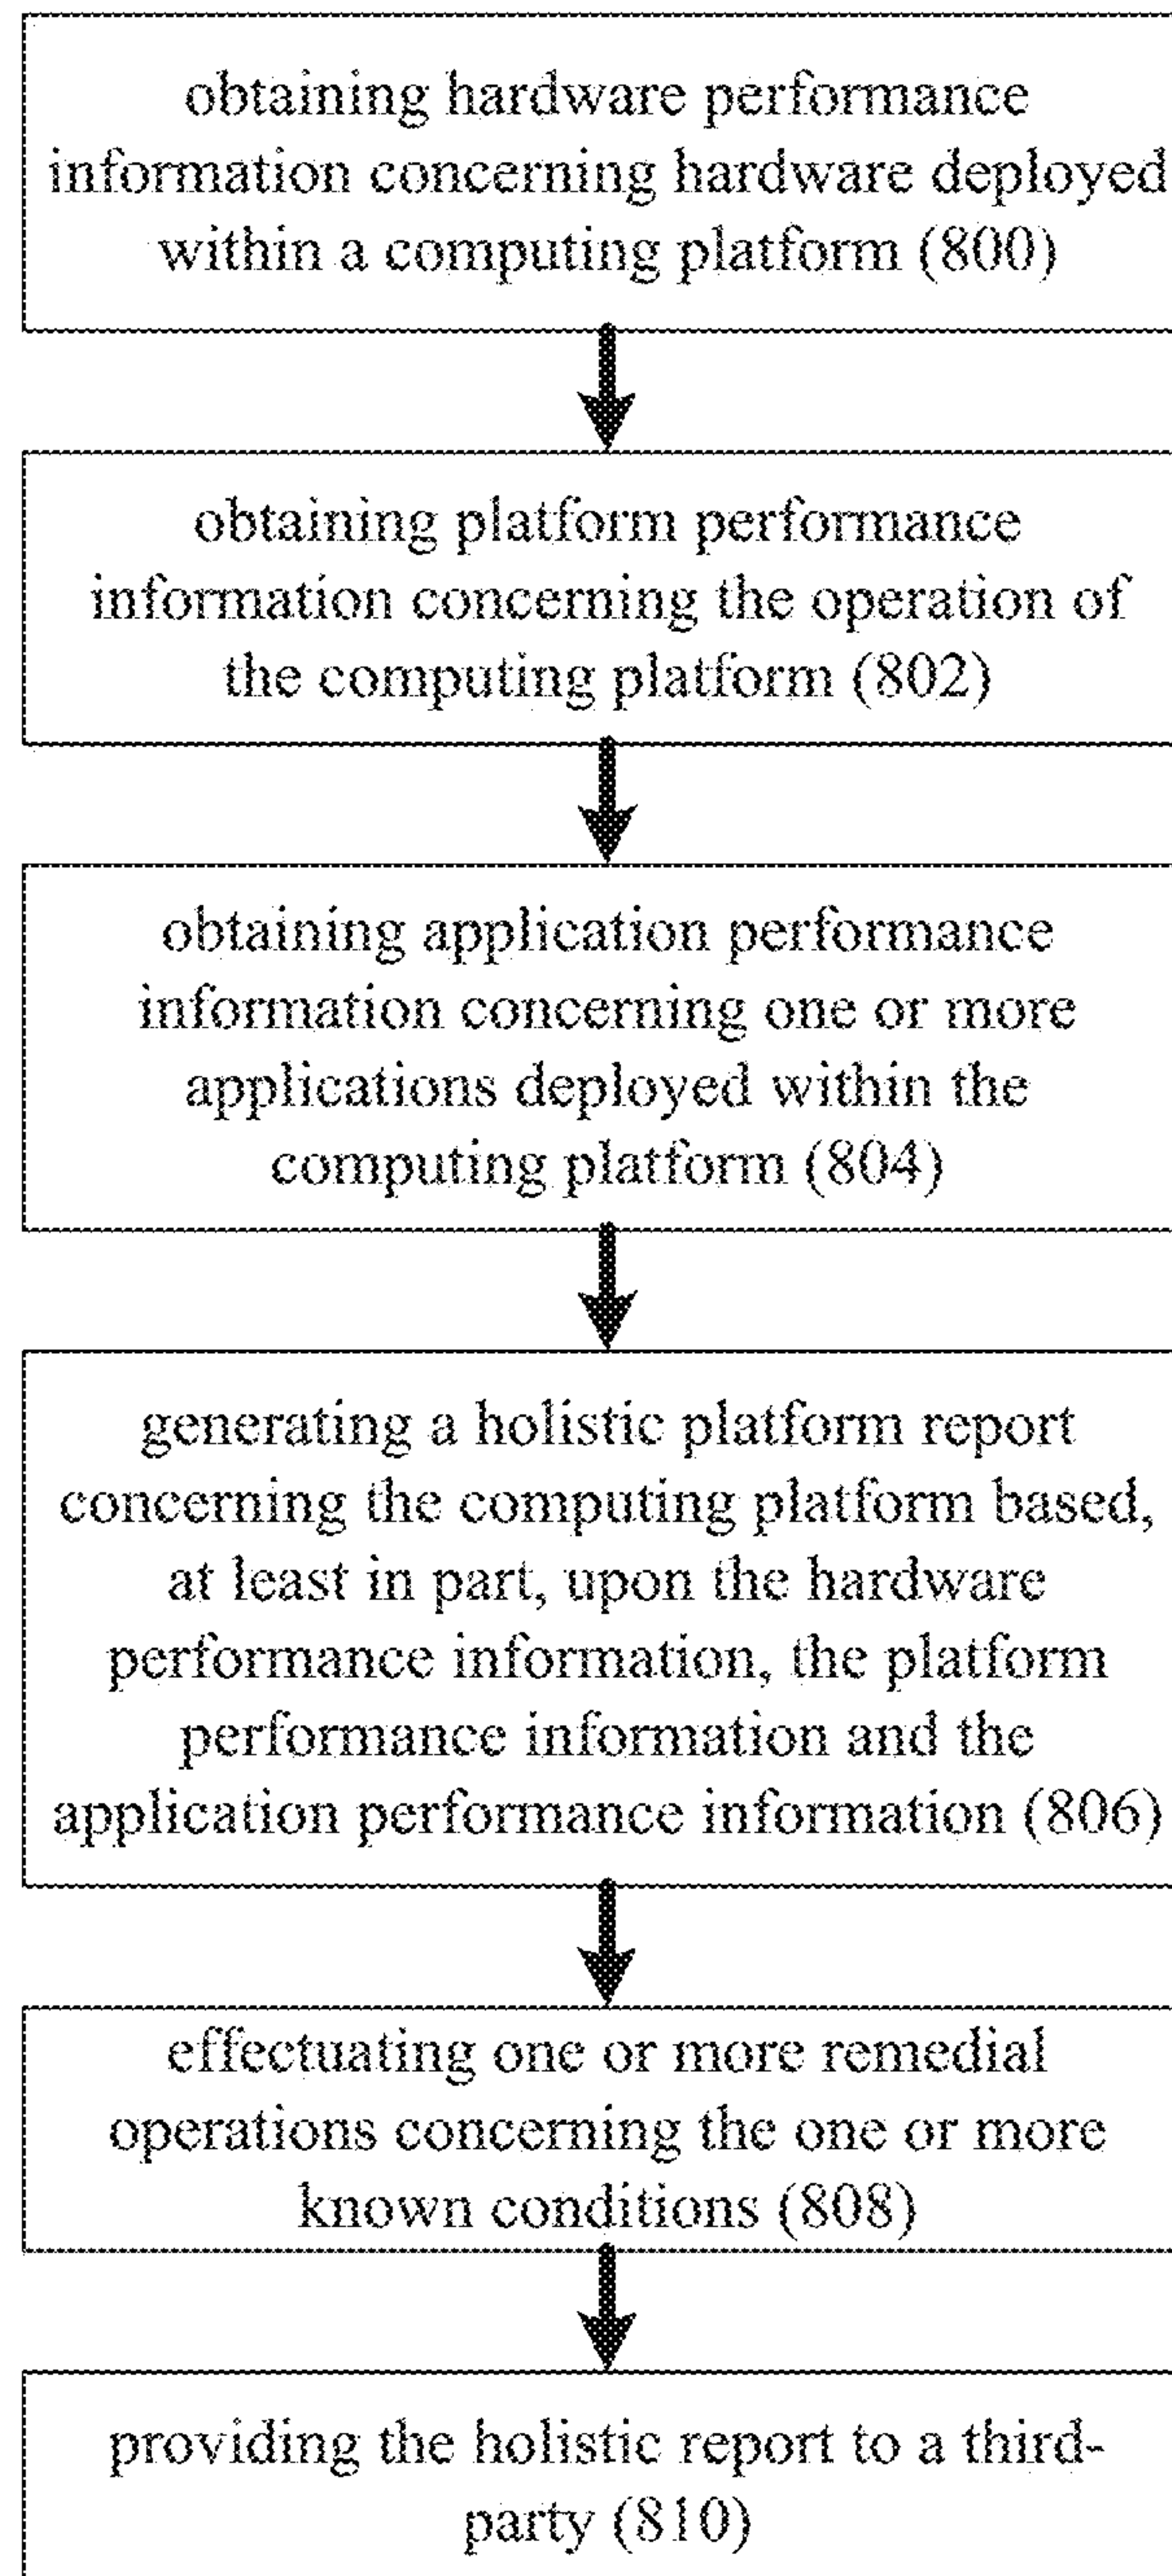 obtaining hardware performance
information concerning hardware deployed
within a computing platform (800)
obtaining platform performance
information concerning the operation of
the computing platform (802)
obtaining application performance
information concerning one or more
applications deployed within the
computing platform (804)
generating a holistic platform report
concerning the computing platform based,
at least in part, upon the hardware
performance information, the platform
performance information and the
application performance information (806)
effectuating one or more remedial
operations concerning the one or more
known conditions (808)
providing the holistic report to a third-
party (810)